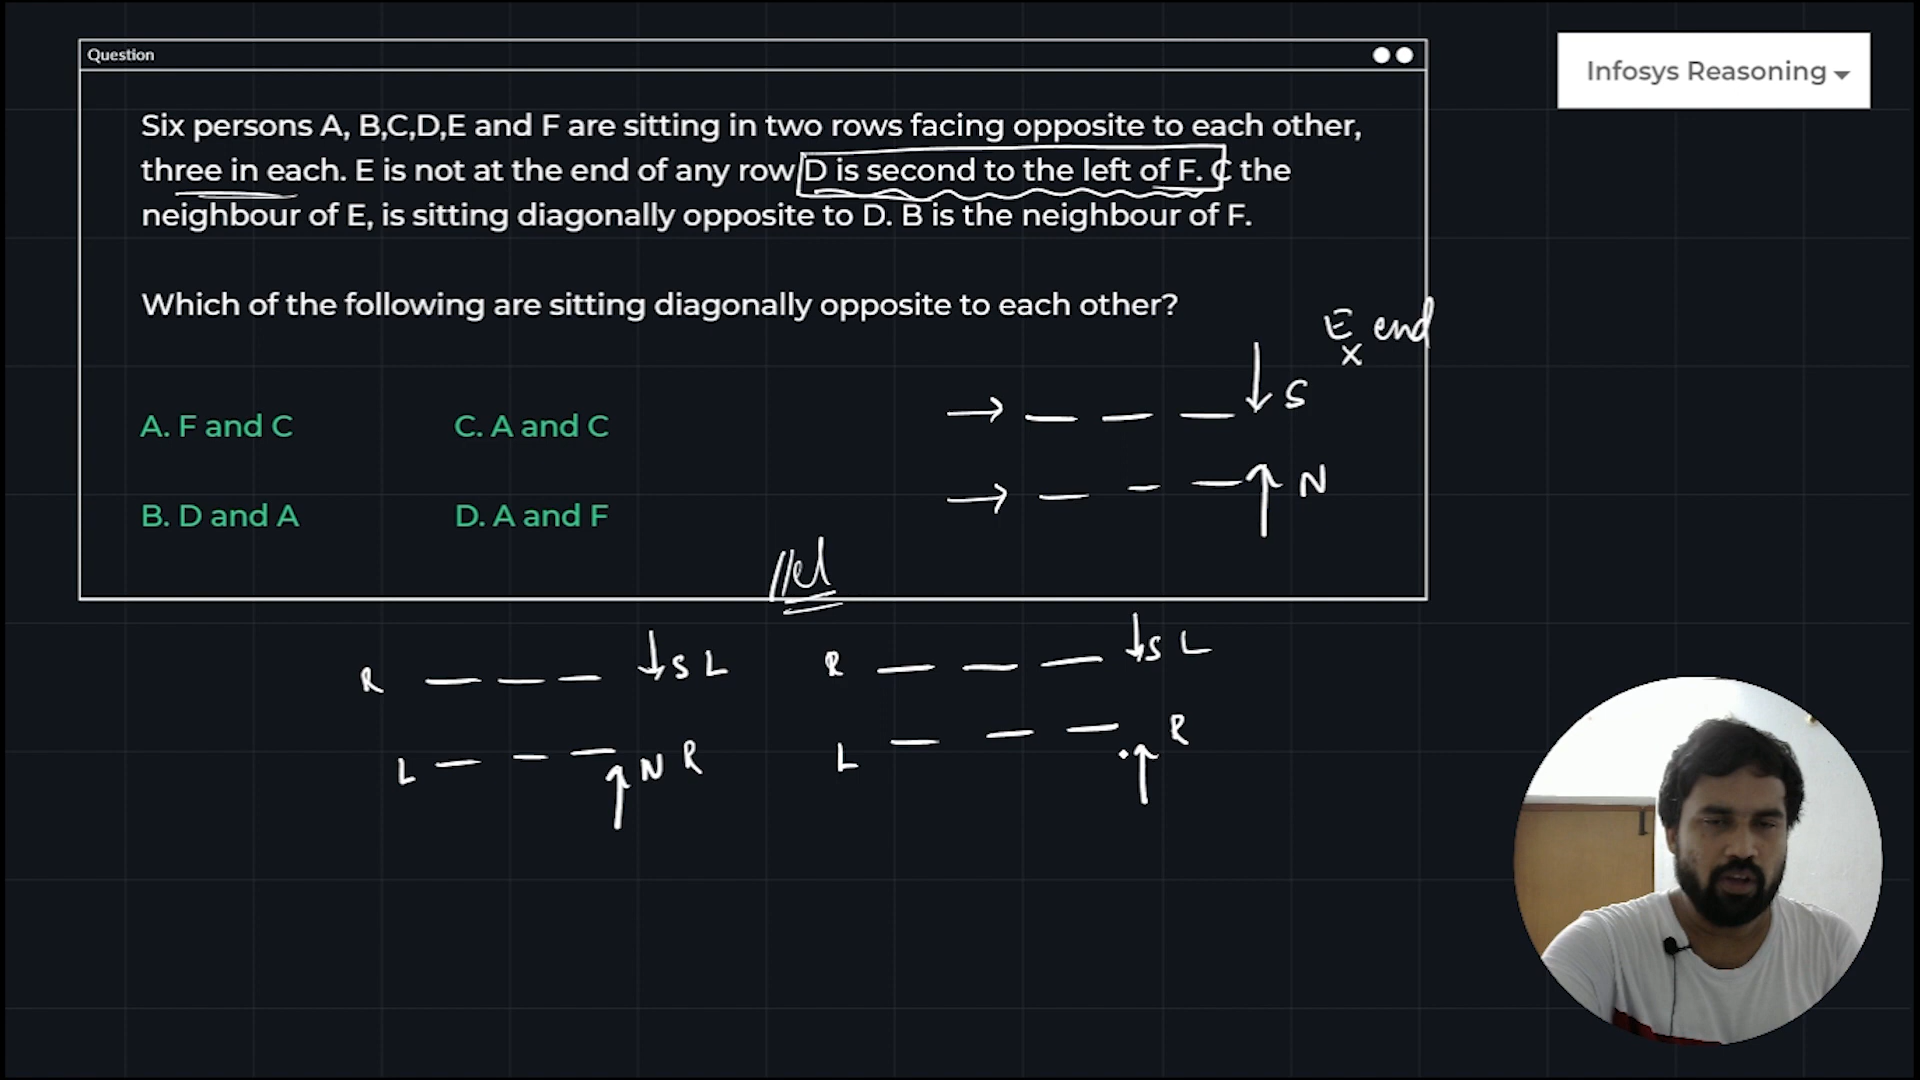 Question
Infosys Reasoning
Six persons A, B,C,D,E and F are sitting in two rows facing opposite to each other,
three in each. E is not at the end of any row D is second to the left of F. C the
neighbour of E, is sitting diagonally opposite to D. B is the neighbour of F.
Which of the following are sitting diagonally opposite to each other?
E end
x
S
A. F and C
C. A and C
N
B. D and A
D. A and F
//el
R S L
R S L
L N R
L R